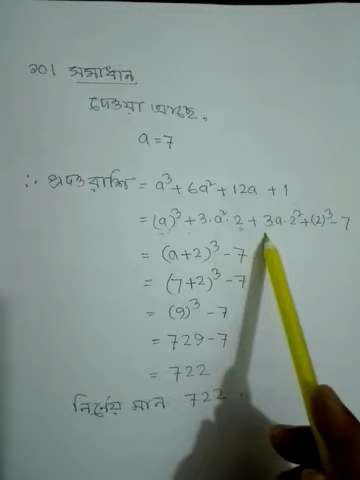 ১০। সমাধান
দেওয়া আছে,
a = 7
∴ প্রদত্ত রাশি = a³ + 6a² + 12a + 1
= (a)³ + 3·a²·2 + 3a·2² + (2)³ – 7
= (a+2)³ – 7
= (7+2)³ – 7
= (9)³ – 7
= 729 – 7
= 722
নির্ণেয় মান 722